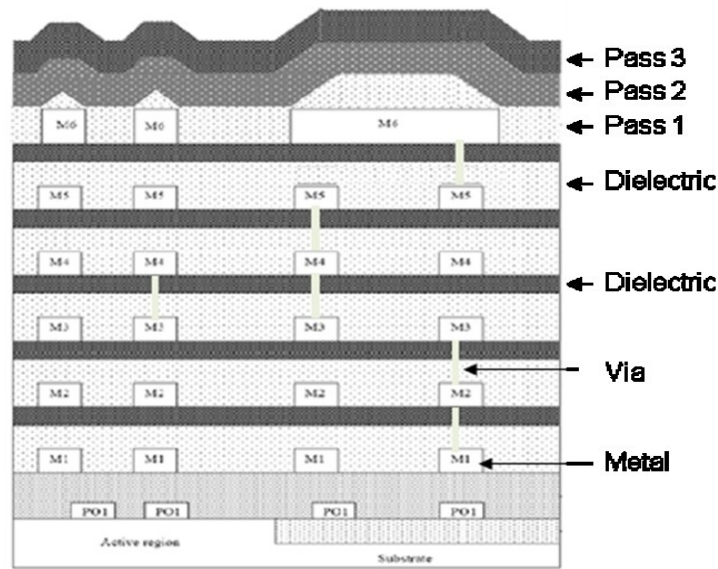 Pass 3
Pass 2
Pass 1
M6 M6 M6
Dielectric
M5 M5 M5 M5
M4 M4 M4 M4
Dielectric
M3 M3 M3 M3
Via
M2 M2 M2 M2
M1 M1 M1 M1
Metal
PO1 PO1 PO1 PO1
Active region
Substrate